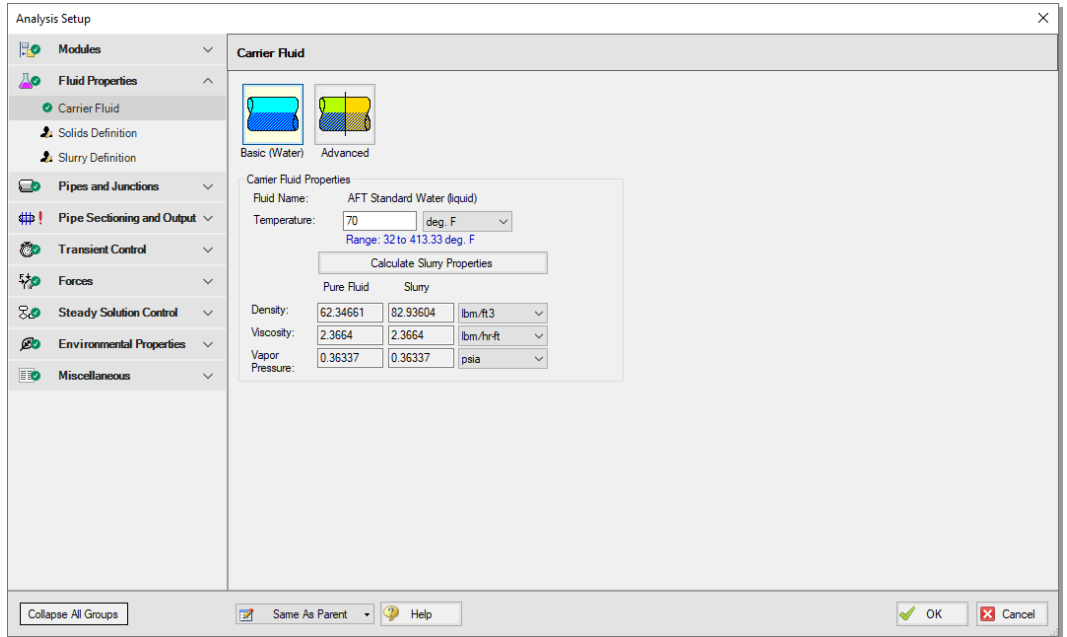 Analysis Setup
Modules
Fluid Properties
Carrier Fluid
Solids Definition
Slurry Definition
Pipes and Junctions
Pipe Sectioning and Output
Transient Control
Forces
Steady Solution Control
Environmental Properties
Miscellaneous
Collapse All Groups
Carrier Fluid
Basic (Water) Advanced
Carrier Fluid Properties
Fluid Name: AFT Standard Water (liquid)
Temperature: 70 deg. F
Range: 32 to 413.33 deg. F
Calculate Slurry Properties
Pure Fluid Slurry
Density: 62.34661 82.93604 lbm/ft3
Viscosity: 2.3664 2.3664 lbm/hr-ft
Vapor
Pressure: 0.36337 0.36337 psia
Same As Parent Help OK Cancel